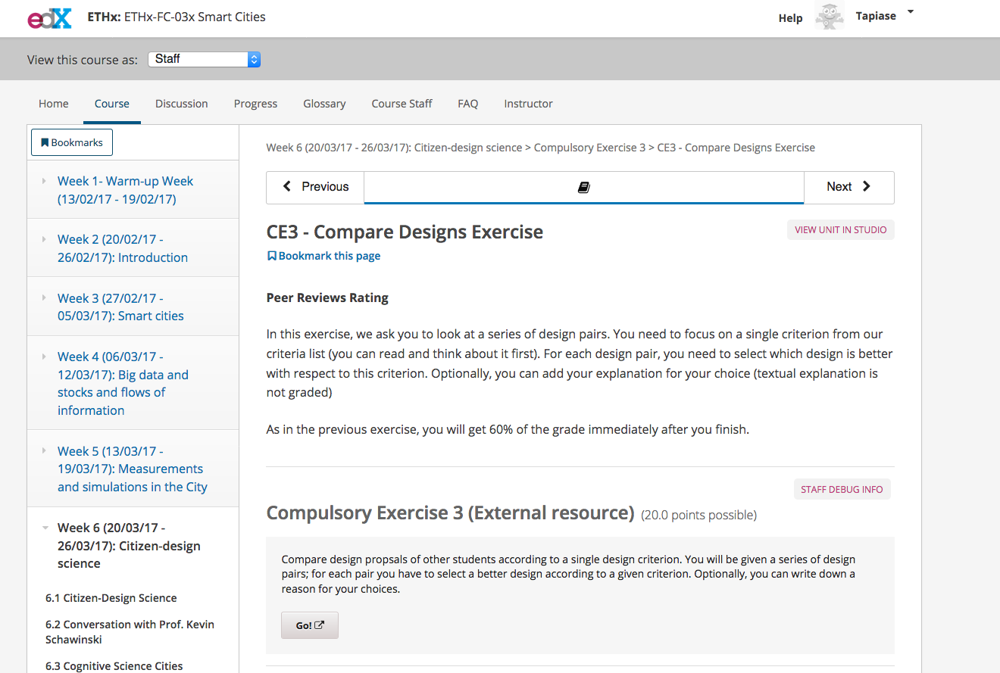 edX ETHx: ETHx-FC-03x Smart Cities
Help
Tapiase
View this course as: Staff
Home Course Discussion Progress Glossary Course Staff FAQ Instructor
Bookmarks
Week 1- Warm-up Week
(13/02/17 - 19/02/17)
Week 2 (20/02/17 -
26/02/17): Introduction
Week 3 (27/02/17 -
05/03/17): Smart cities
Week 4 (06/03/17 -
12/03/17): Big data and
stocks and flows of
information
Week 5 (13/03/17 -
19/03/17): Measurements
and simulations in the City
Week 6 (20/03/17 -
26/03/17): Citizen-design
science
6.1 Citizen-Design Science
6.2 Conversation with Prof. Kevin
Schawinski
6.3 Cognitive Science Cities
Week 6 (20/03/17 - 26/03/17): Citizen-design science > Compulsory Exercise 3 > CE3 - Compare Designs Exercise
Previous
Next
CE3 - Compare Designs Exercise
VIEW UNIT IN STUDIO
Bookmark this page
Peer Reviews Rating
In this exercise, we ask you to look at a series of design pairs. You need to focus on a single criterion from our
criteria list (you can read and think about it first). For each design pair, you need to select which design is better
with respect to this criterion. Optionally, you can add your explanation for your choice (textual explanation is
not graded)
As in the previous exercise, you will get 60% of the grade immediately after you finish.
STAFF DEBUG INFO
Compulsory Exercise 3 (External resource) (20.0 points possible)
Compare design propsals of other students according to a single design criterion. You will be given a series of design
pairs; for each pair you have to select a better design according to a given criterion. Optionally, you can write down a
reason for your choices.
Go!